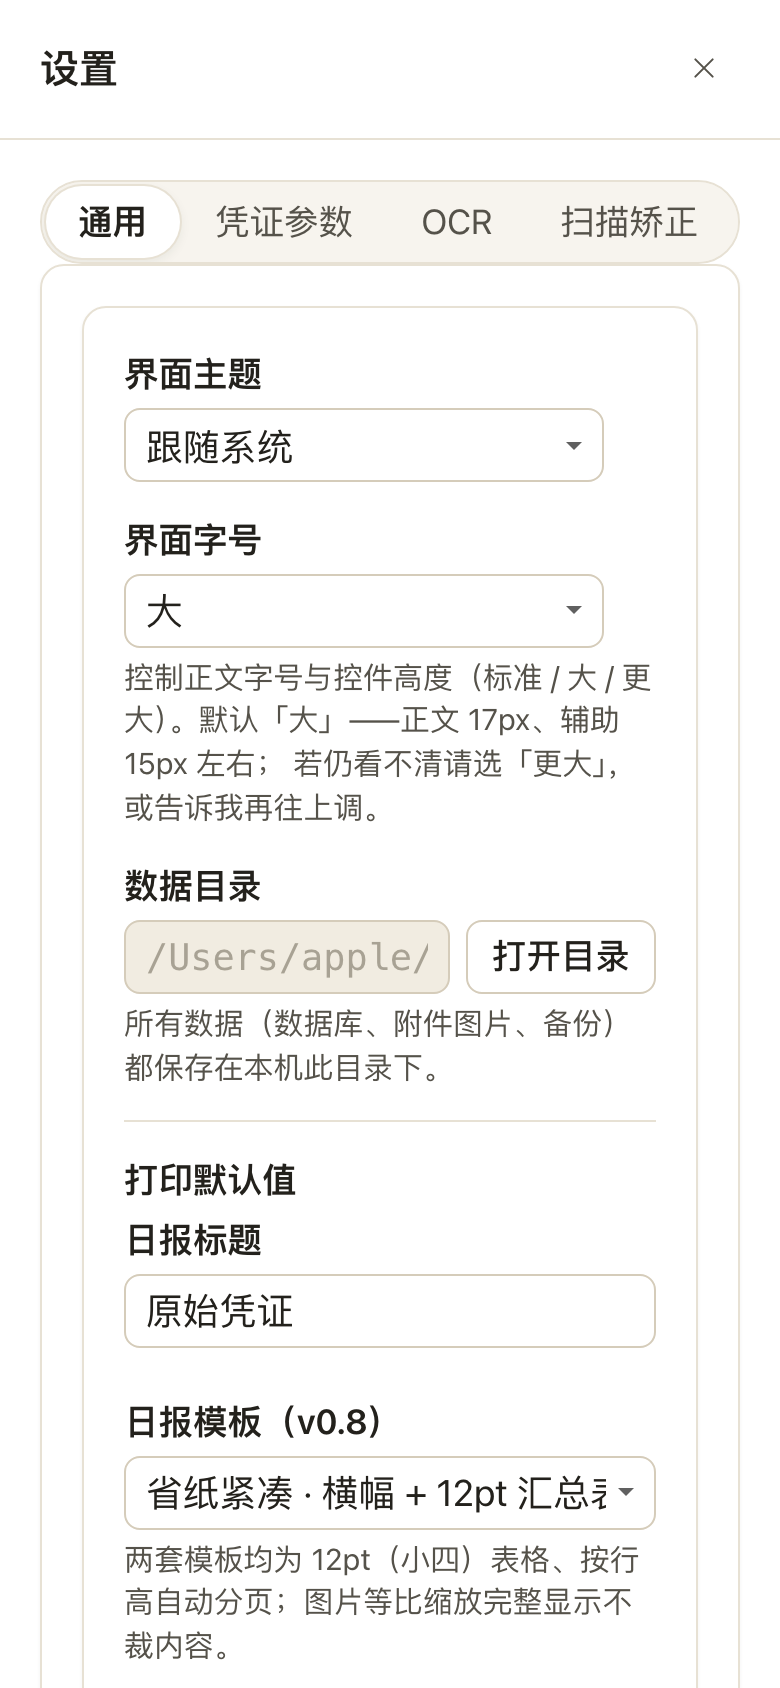 设置
通用 凭证参数 OCR 扫描矫正
界面主题
跟随系统
界面字号
大
控制正文字号与控件高度（标准 / 大 / 更
大）。默认「大」——正文 17px、辅助
15px 左右； 若仍看不清请选「更大」,
或告诉我再往上调。
数据目录
/Users/apple/ 打开目录
所有数据（数据库、附件图片、备份）
都保存在本机此目录下。
打印默认值
日报标题
原始凭证
日报模板（v0.8）
省纸紧凑 · 横幅 + 12pt 汇总
两套模板均为 12pt（小四）表格、按行
高自动分页；图片等比缩放完整显示不
裁内容。